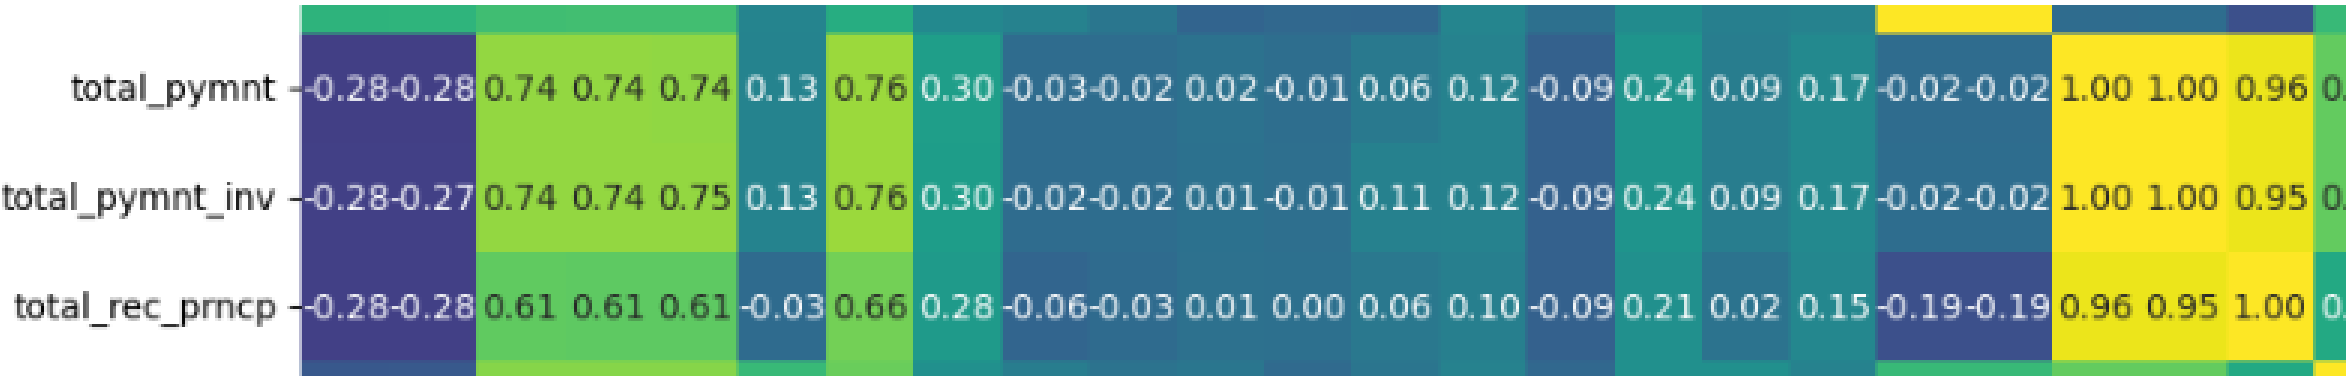 total_pymnt -0.28 -0.28 0.74 0.74 0.74 0.13 0.76 0.30 -0.03 -0.02 0.02 -0.01 0.06 0.12 -0.09 0.24 0.09 0.17 -0.02 -0.02 1.00 1.00 0.96 0.
total_pymnt_inv -0.28 -0.27 0.74 0.74 0.75 0.13 0.76 0.30 -0.02 -0.02 0.01 -0.01 0.11 0.12 -0.09 0.24 0.09 0.17 -0.02 -0.02 1.00 1.00 0.95 0.
total_rec_prncp -0.28 -0.28 0.61 0.61 0.61 -0.03 0.66 0.28 -0.06 -0.03 0.01 0.00 0.06 0.10 -0.09 0.21 0.02 0.15 -0.19 -0.19 0.96 0.95 1.00 0.